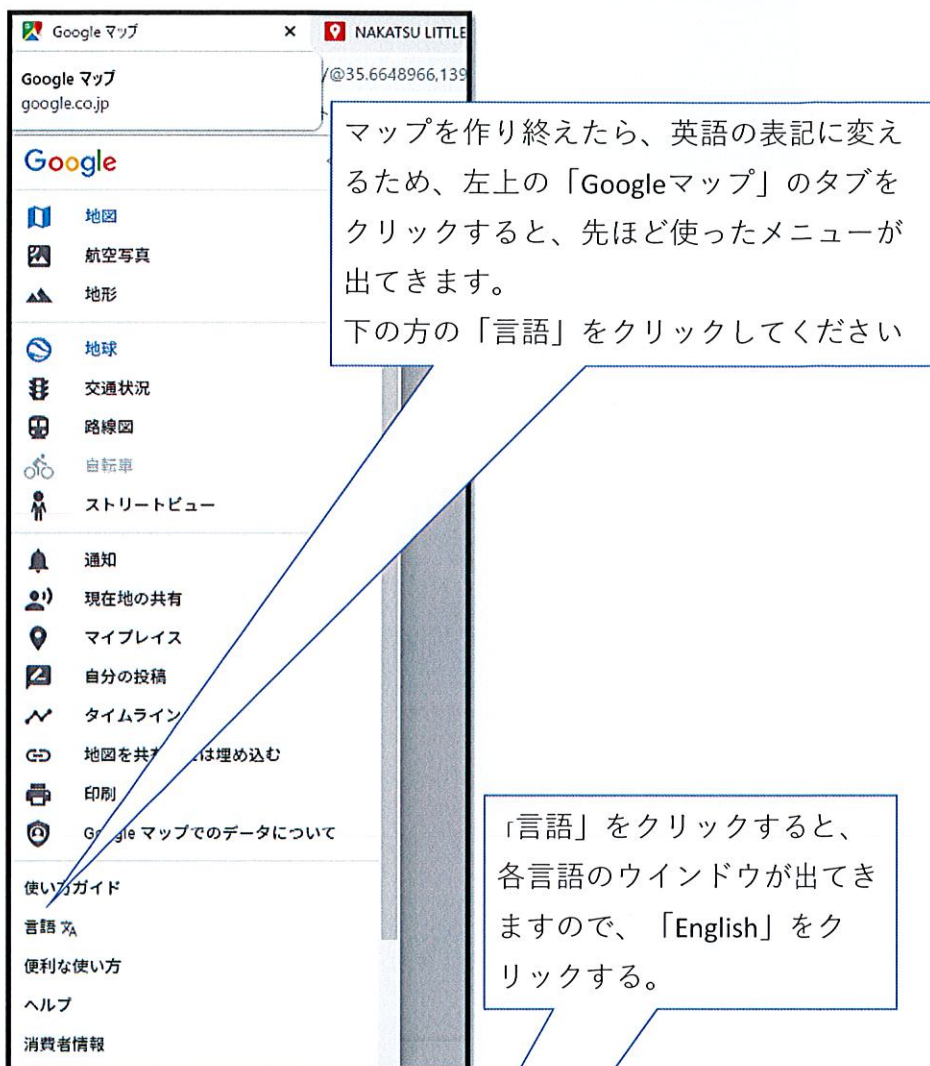 Google マップ
NAKATSU LITTLE
Google マップ
google.co.jp
/@35.6648966,139
マップを作り終えたら、英語の表記に変え
るため、左上の「Googleマップ」のタブを
クリックすると、先ほど使ったメニューが
出てきます。
下の方の「言語」をクリックしてください
Google
地図
航空写真
地形
地球
交通状況
路線図
自転車
ストリートビュー
通知
現在地の共有
マイプレイス
自分の投稿
タイムライン
地図を共有 は埋め込む
印刷
Google マップでのデータについて
使い方ガイド
言語
便利な使い方
ヘルプ
消費者情報
「言語」をクリックすると、
各言語のウインドウが出てき
ますので、「English」をク
リックする。